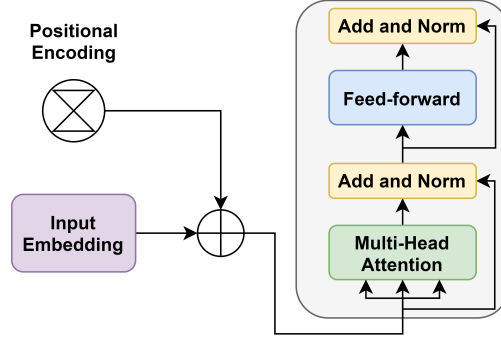 Positional
Encoding
Input
Embedding
Add and Norm
Feed-forward
Add and Norm
Multi-Head
Attention